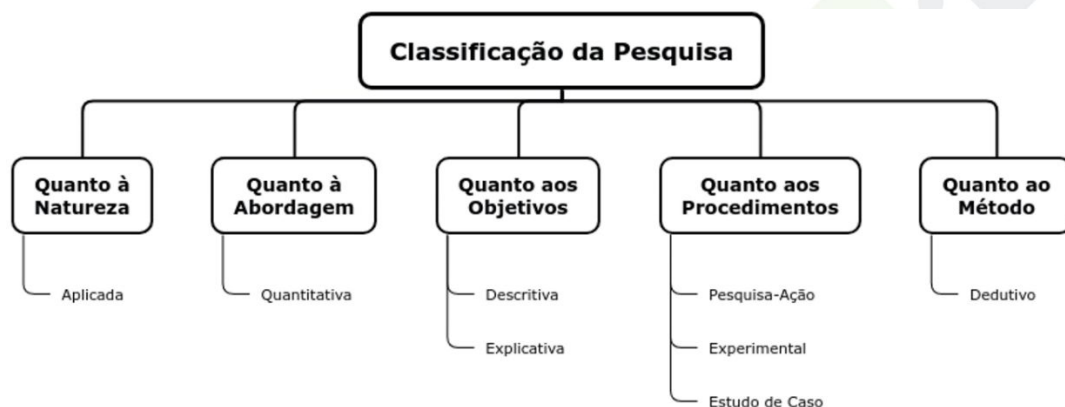 Classificação da Pesquisa
Quanto à
Natureza
Aplicada
Quanto à
Abordagem
Quantitativa
Quanto aos
Objetivos
Descritiva
Explicativa
Quanto aos
Procedimentos
Pesquisa-Ação
Experimental
Estudo de Caso
Quanto ao
Método
Dedutivo